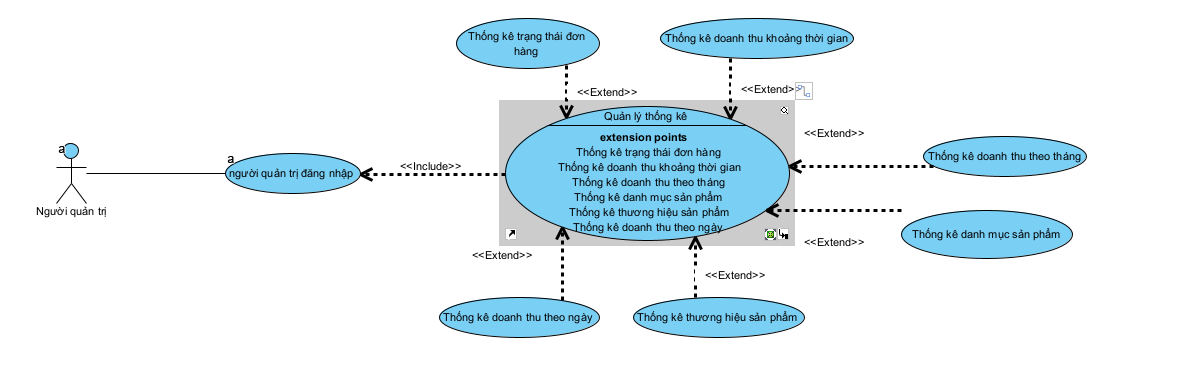 Thống kê trạng thái đơn
hàng
Thống kê doanh thu khoảng thời gian
<<Extend>>
<<Extend>>
Quản lý thống kê
extension points
Thống kê trạng thái đơn hàng
Thống kê doanh thu khoảng thời gian
Thống kê doanh thu theo tháng
Thống kê danh mục sản phẩm
Thống kê thương hiệu sản phẩm
Thống kê doanh thu theo ngày
<<Extend>>
Thống kê doanh thu theo tháng
a
Người quản trị
a
người quản trị đăng nhập
<<Include>>
Thống kê danh mục sản phẩm
<<Extend>>
<<Extend>>
<<Extend>>
Thống kê doanh thu theo ngày
Thống kê thương hiệu sản phẩm